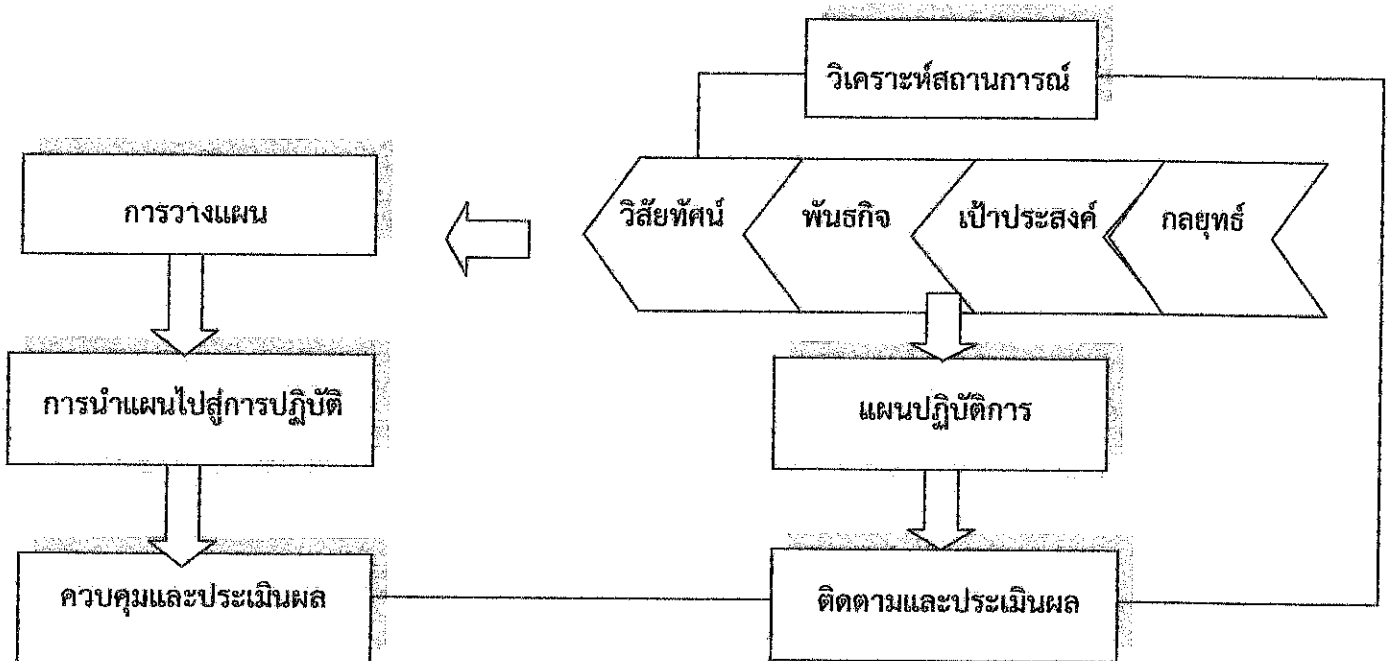 วิเคราะห์สถานการณ์
การวางแผน
วิสัยทัศน์
พันธกิจ
เป้าประสงค์
กลยุทธ์
การนำแผนไปสู่การปฏิบัติ
แผนปฏิบัติการ
ควบคุมและประเมินผล
ติดตามและประเมินผล